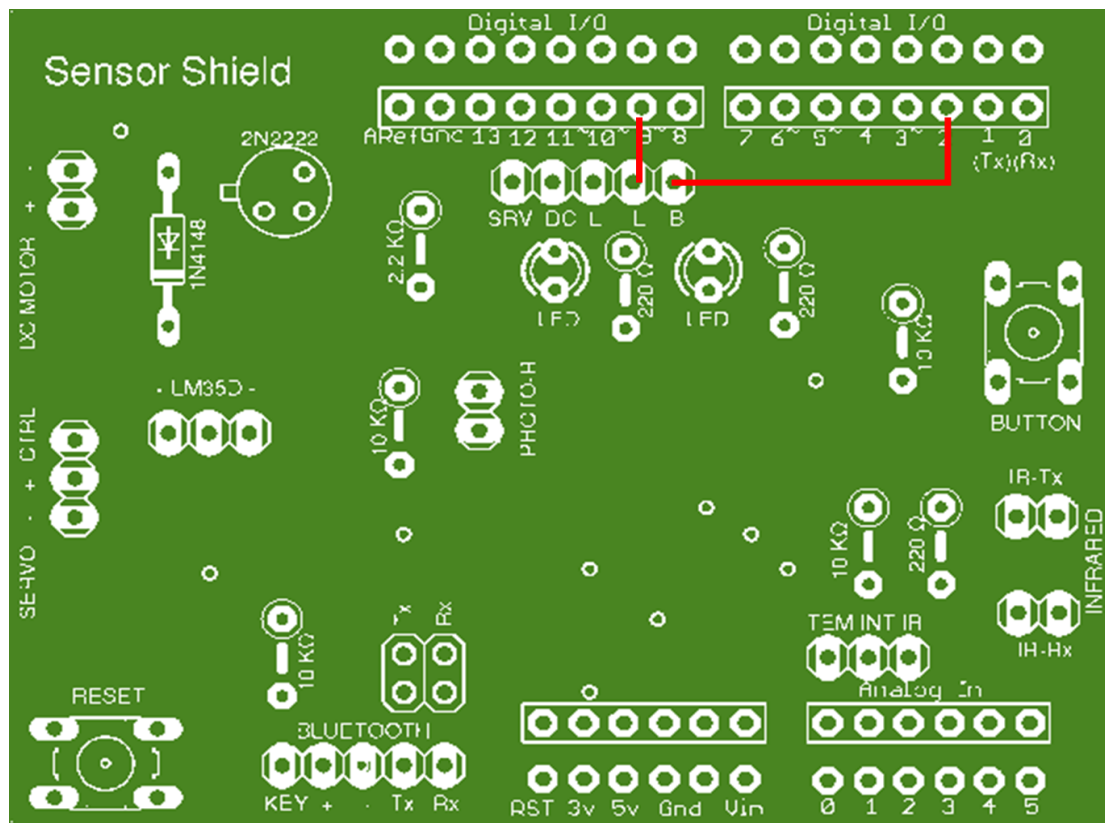 Digital I/O
Digital I/O
Sensor Shield
ARef Gnc 13 12 11~ 10~ 9~ 8
7 6~ 5~ 4 3~ 2 1 0
(Tx)(Rx)
2N2222
SRV DC L L B
- +
DC MOTOR
1N4148
2.2 KΩ
LED
220 Ω
LED
220 Ω
10 KΩ
BUTTON
- LM35D -
10 KΩ
PHOTO-R
SERVO - + CTRL
IR-Tx
INFRARED
IR-Rx
10 KΩ
220 Ω
TEM INT IR
Analog In
Tx Rx
10 KΩ
RESET
BLUETOOTH
KEY + - Tx Rx
RST 3v 5v Gnd Vin
0 1 2 3 4 5